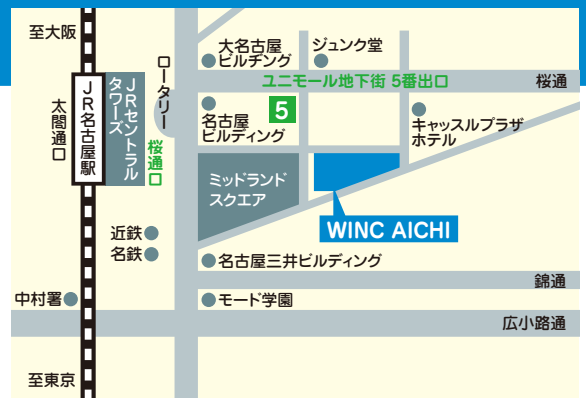 至大阪
大名古屋
ビルヂング
ジュンク堂
ロータリー
ユニモール地下街 5番出口
桜通
JR名古屋駅
JRセントラル
タワーズ
太閤通口
桜通口
5
名古屋
ビルディング
キャッスルプラザ
ホテル
ミッドランド
スクエア
WINC AICHI
近鉄
名鉄
名古屋三井ビルディング
錦通
中村署
モード学園
広小路通
至東京